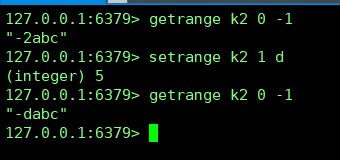 127.0.0.1:6379> getrange k2 0 -1
"-2abc"
127.0.0.1:6379> setrange k2 1 d
(integer) 5
127.0.0.1:6379> getrange k2 0 -1
"-dabc"
127.0.0.1:6379>